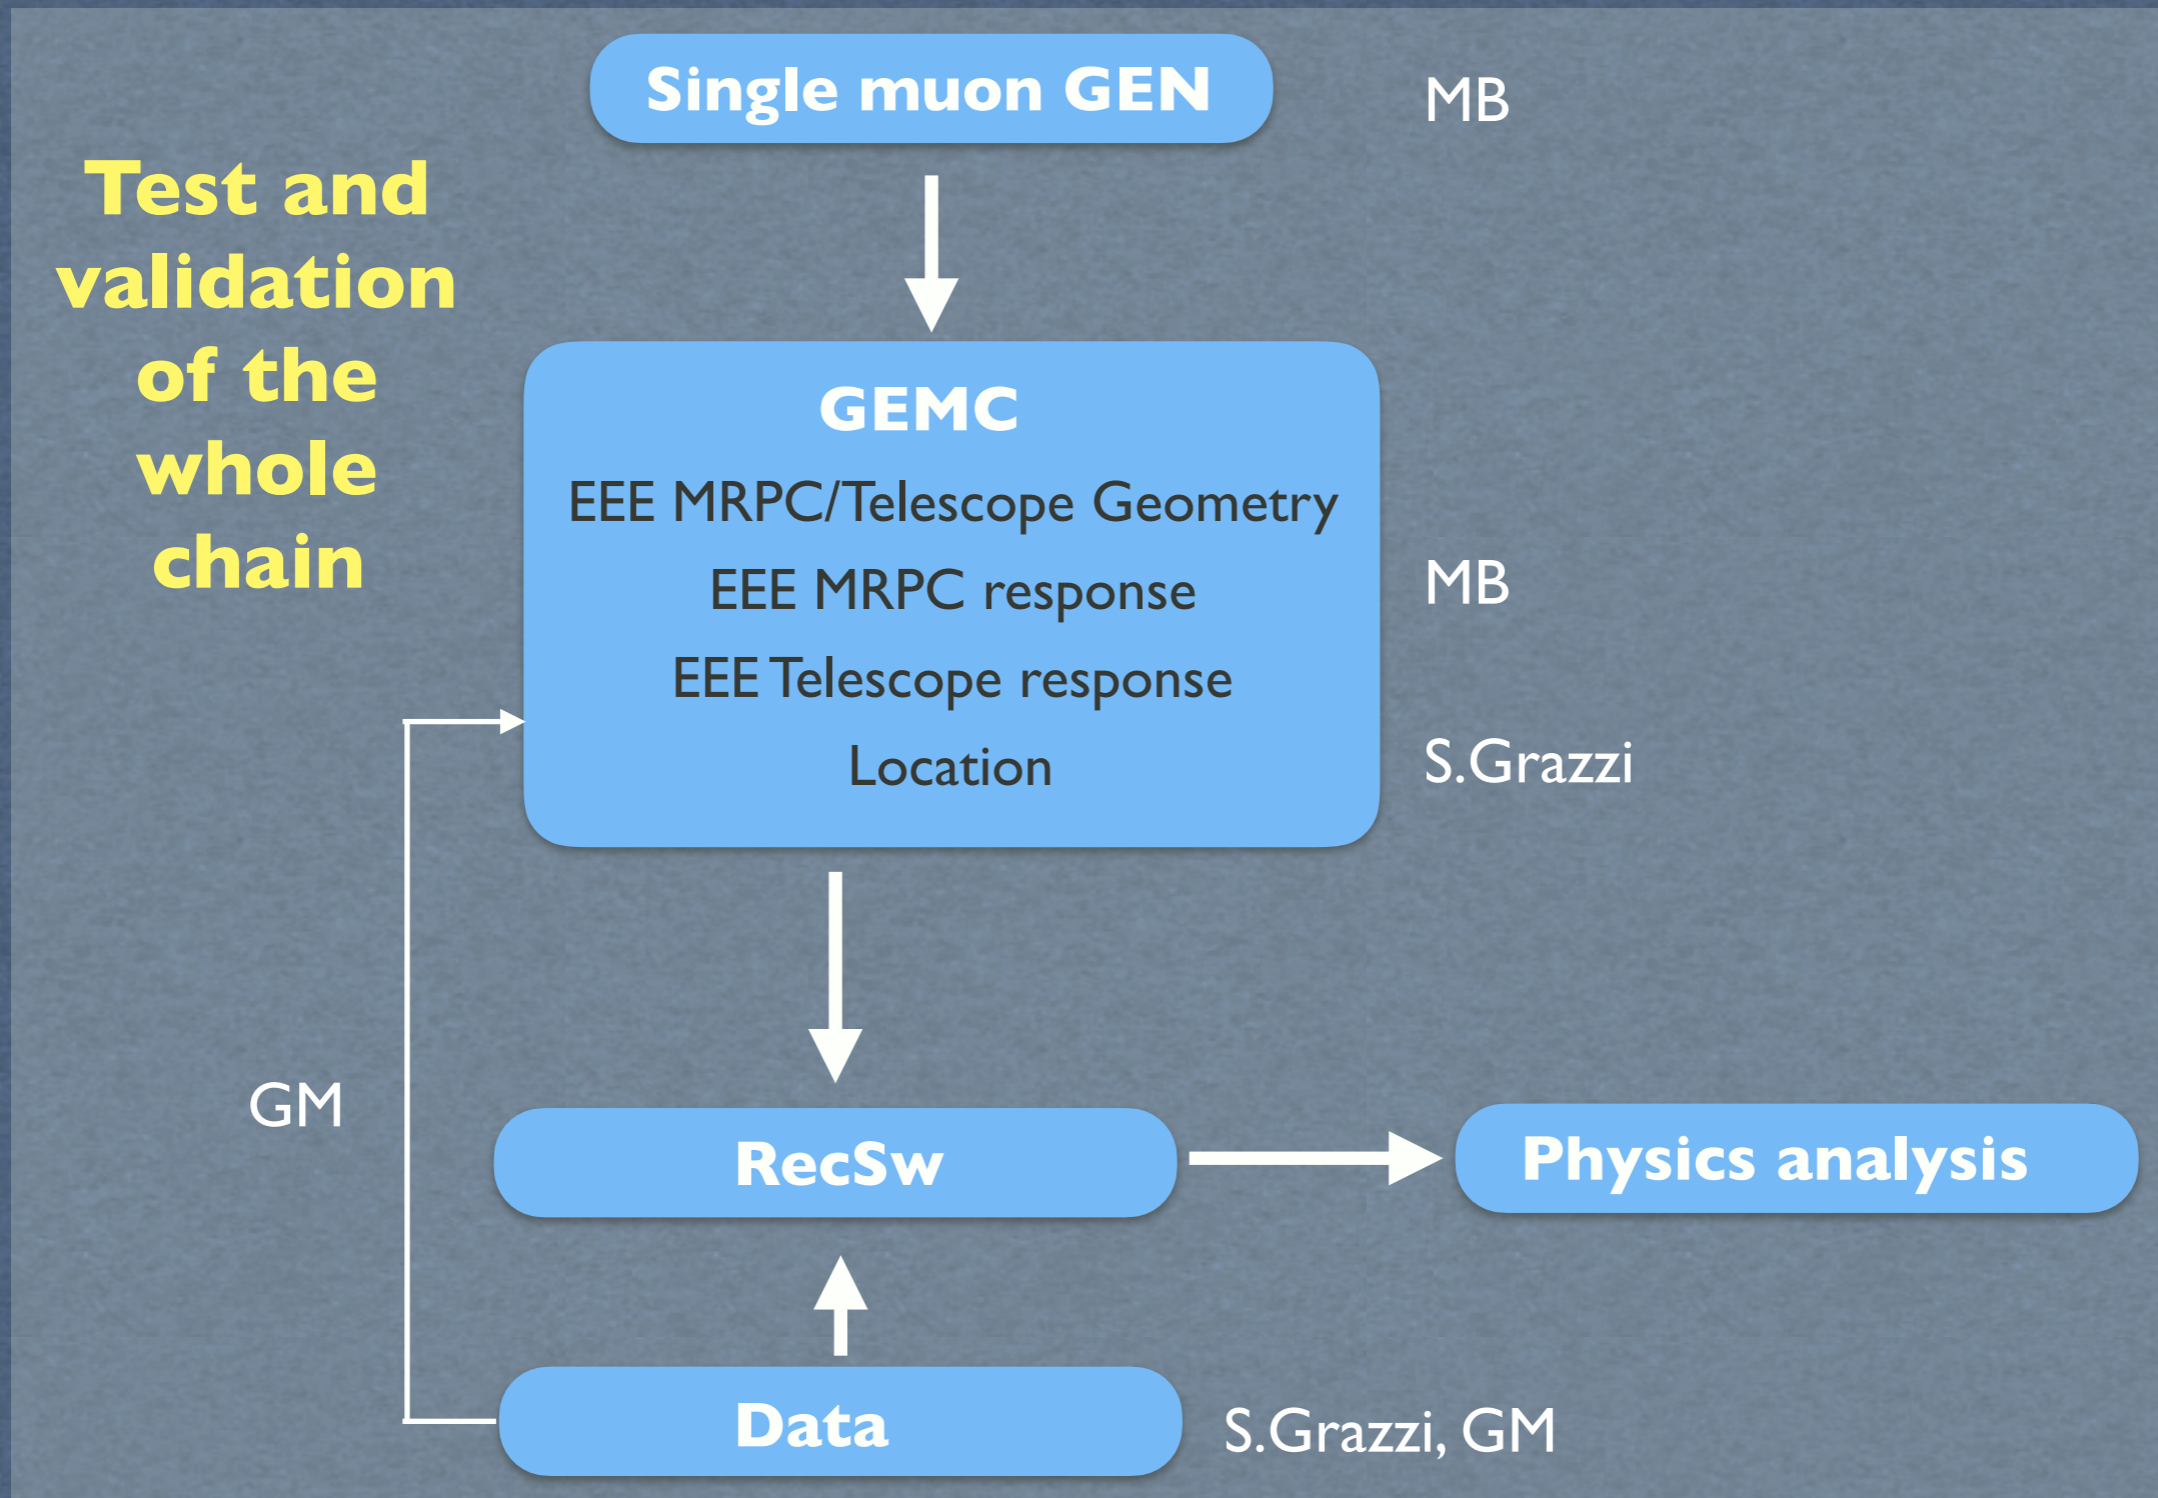 Single muon GEN
MB
Test and
validation
of the
whole
chain
GEMC
EEE MRPC/Telescope Geometry
EEE MRPC response
MB
EEE Telescope response
Location
S.Grazzi
GM
RecSw
Physics analysis
Data
S.Grazzi, GM